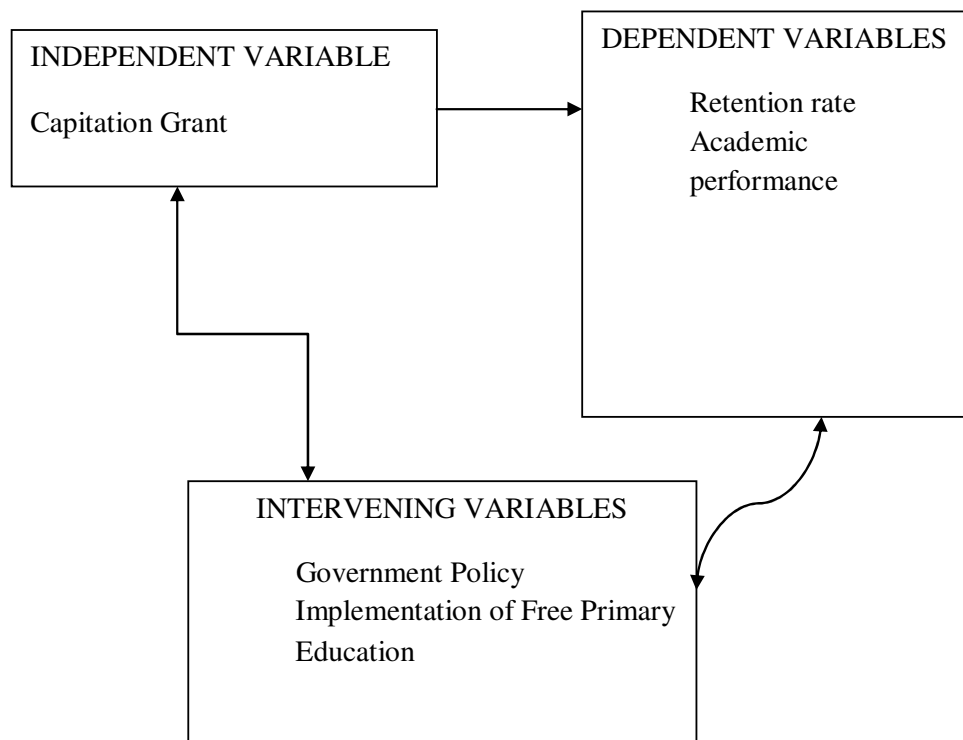 INDEPENDENT VARIABLE
Capitation Grant
DEPENDENT VARIABLES
Retention rate
Academic
performance
INTERVENING VARIABLES
Government Policy
Implementation of Free Primary
Education